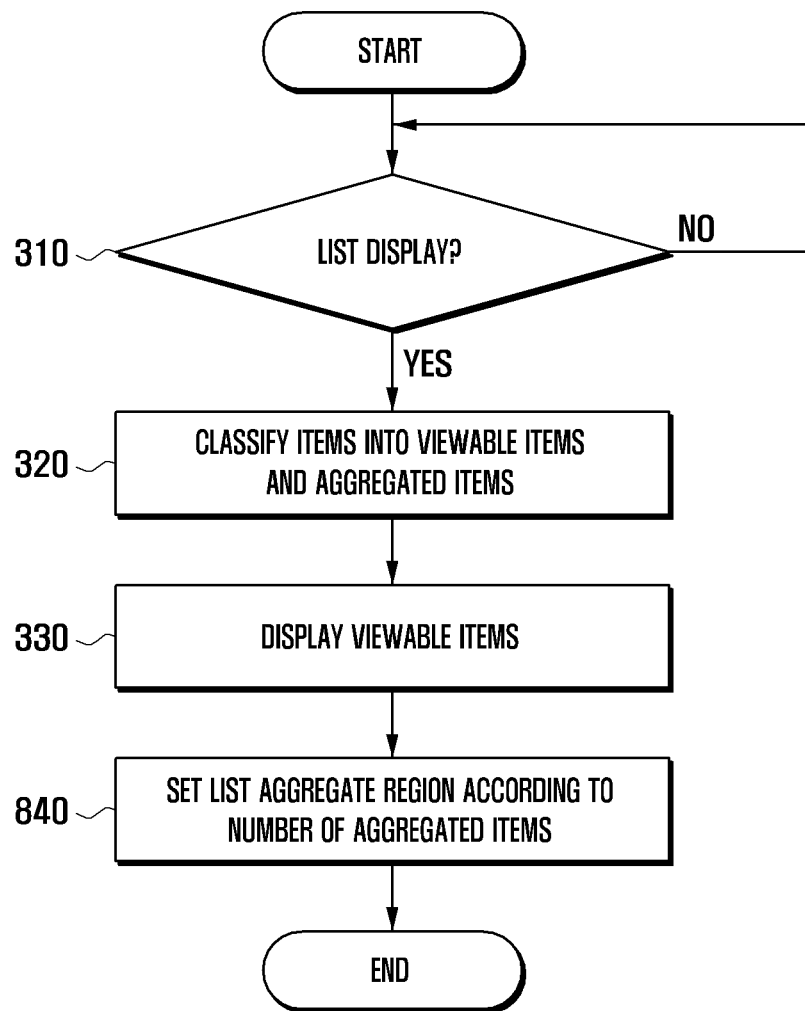 START
310
LIST DISPLAY?
NO
YES
320
CLASSIFY ITEMS INTO VIEWABLE ITEMS
AND AGGREGATED ITEMS
330
DISPLAY VIEWABLE ITEMS
840
SET LIST AGGREGATE REGION ACCORDING TO
NUMBER OF AGGREGATED ITEMS
END